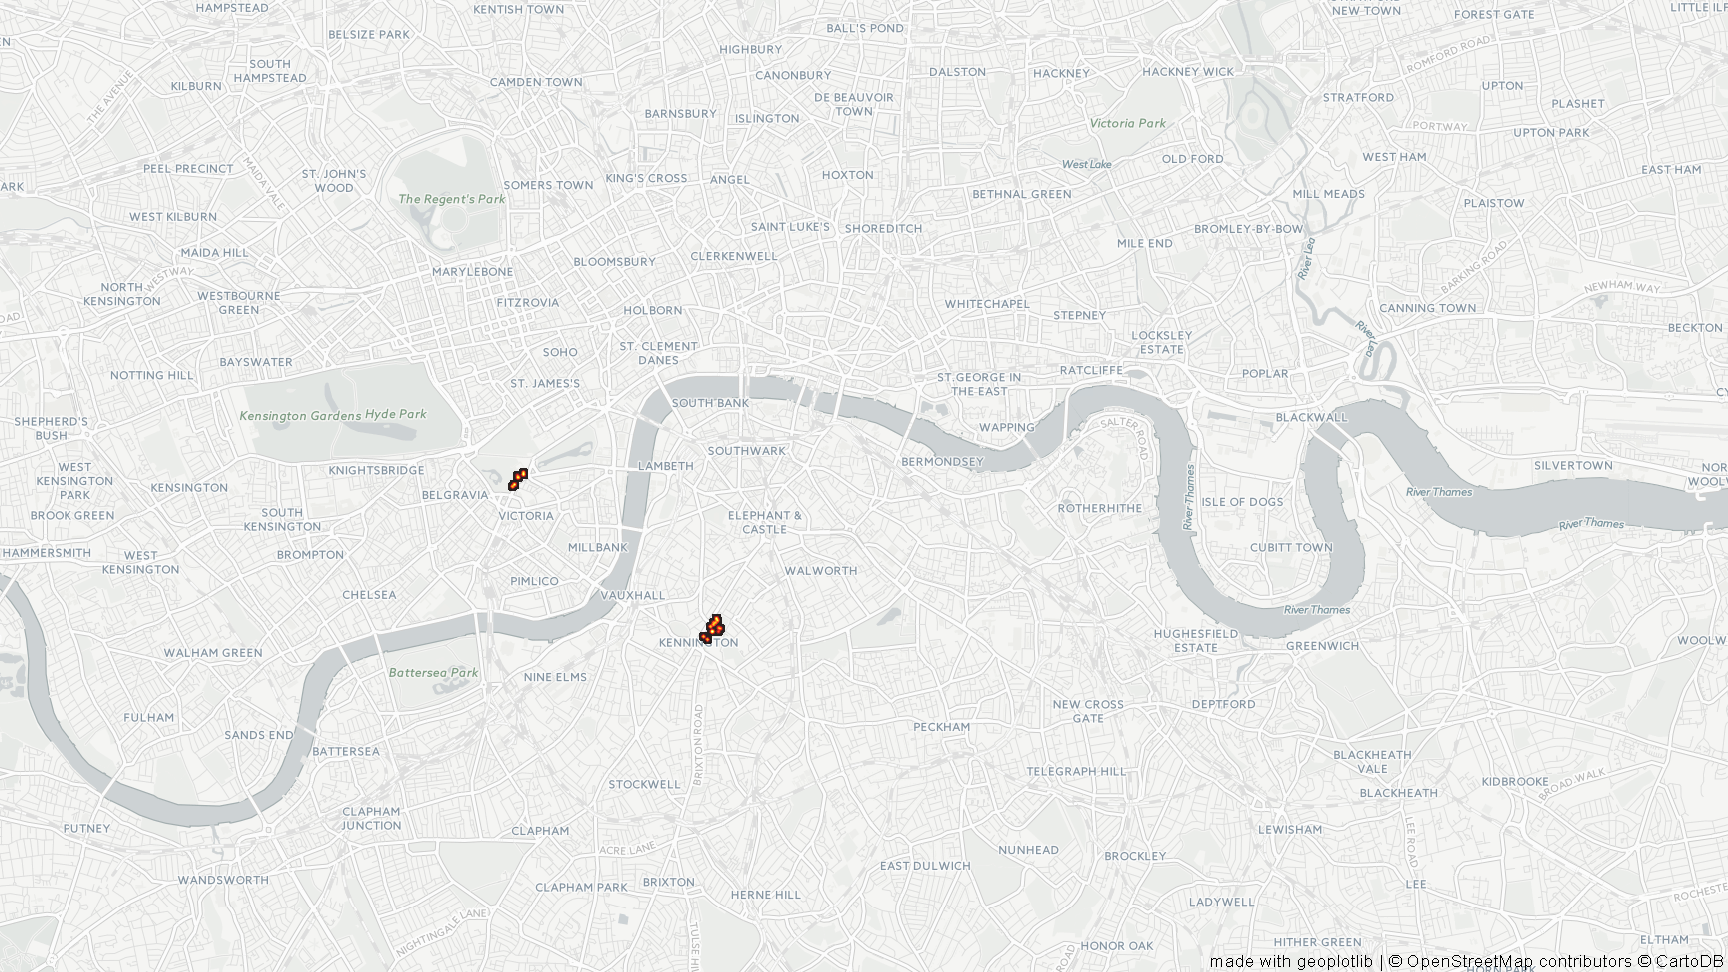 HAMPSTEAD
KENTISH TOWN
NEW TOWN
FOREST GATE
BELSIZE PARK
BALL'S POND
HIGHBURY
SOUTH
HAMPSTEAD
THE AVENUE
KILBURN
CAMDEN TOWN
CANONBURY
DALSTON
HACKNEY
HACKNEY WICK
ROMFORD ROAD
UPTON
STRATFORD
PLASHET
DE BEAUVOIR
TOWN
BARNSBURY
ISLINGTON
Victoria Park
PORTWAY
UPTON PARK
PEEL PRECINCT
MAIDA VALE
ST. JOHN'S
WOOD
SOMERS TOWN
KING'S CROSS
ANGEL
HOXTON
West Lake
OLD FORD
WEST HAM
EAST HAM
ARK
The Regent's Park
BETHNAL GREEN
MILL MEADS
PLAISTOW
WEST KILBURN
SAINT LUKE'S
SHOREDITCH
BROMLEY-BY-BOW
MILE END
MAIDA HILL
CLERKENWELL
BLOOMSBURY
MARYLEBONE
WESTWAY
River Lea
BARKING ROAD
NORTH
KENSINGTON
WESTBOURNE
GREEN
FITZROVIA
HOLBORN
WHITECHAPEL
STEPNEY
NEWHAM WAY
CANNING TOWN
BECKTON
LOCKSLEY
ESTATE
River Lea
ST. CLEMENT
DANES
SOHO
BAYSWATER
NOTTING HILL
ST. JAMES'S
ST.GEORGE IN
THE EAST
RATCLIFFE
POPLAR
SOUTH BANK
Kensington Gardens
Hyde Park
SHEPHERD'S
BUSH
WAPPING
SALTER ROAD
BLACKWALL
SOUTHWARK
BERMONDSEY
LAMBETH
KNIGHTSBRIDGE
WEST
KENSINGTON
PARK
KENSINGTON
SILVERTOWN
BELGRAVIA
River Thames
River Thames
ISLE OF DOGS
ROTHERHITHE
BROOK GREEN
SOUTH
KENSINGTON
VICTORIA
ELEPHANT &
CASTLE
River Thames
HAMMERSMITH
WEST
KENSINGTON
BROMPTON
MILLBANK
CUBITT TOWN
WALWORTH
PIMLICO
CHELSEA
VAUXHALL
River Thames
KENNINGTON
HUGHESFIELD
ESTATE
GREENWICH
WALHAM GREEN
Battersea Park
NINE ELMS
NEW CROSS
GATE
DEPTFORD
FULHAM
SANDS END
BATTERSEA
BRIXTON ROAD
PECKHAM
BLACKHEATH
VALE
TELEGRAPH HILL
STOCKWELL
KIDBROOKE
BROAD WALK
BLACKHEATH
CLAPHAM
JUNCTION
CLAPHAM
LEWISHAM
LEE ROAD
ACRE LANE
NUNHEAD
BROCKLEY
EAST DULWICH
WANDSWORTH
CLAPHAM PARK
BRIXTON
HERNE HILL
LEE
LADYWELL
NIGHTINGALE LANE
HONOR OAK
HITHER GREEN
ELTHAM
made with geoplotlib | © OpenStreetMap contributors © CartoDB